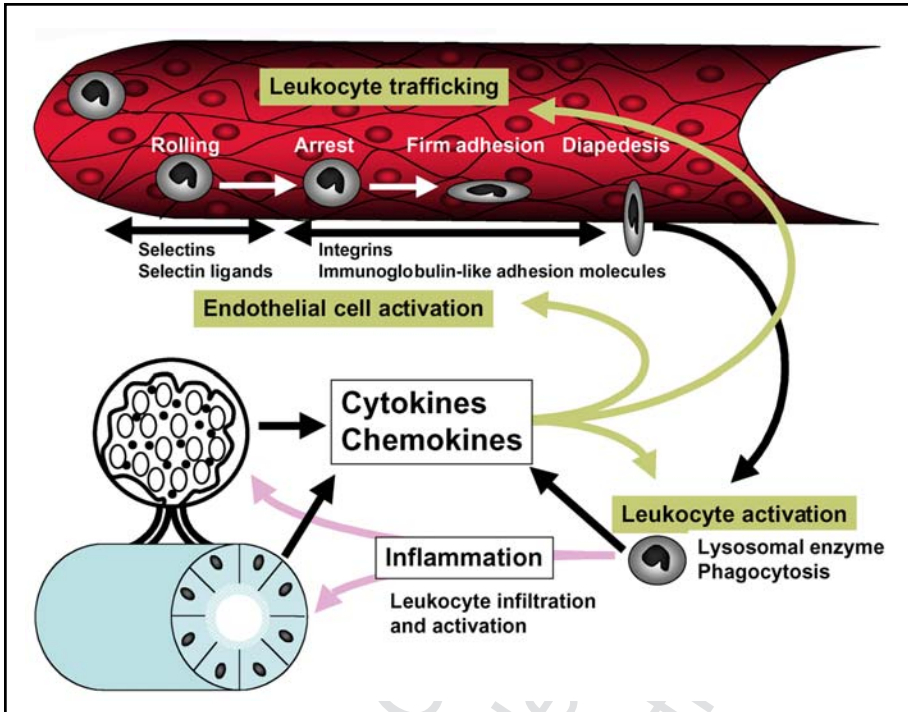 Leukocyte trafficking
Rolling
Arrest
Firm adhesion
Diapedesis
Selectins
Selectin ligands
Integrins
Immunoglobulin-like adhesion molecules
Endothelial cell activation
Cytokines
Chemokines
Leukocyte activation
Lysosomal enzyme
Phagocytosis
Inflammation
Leukocyte infiltration
and activation